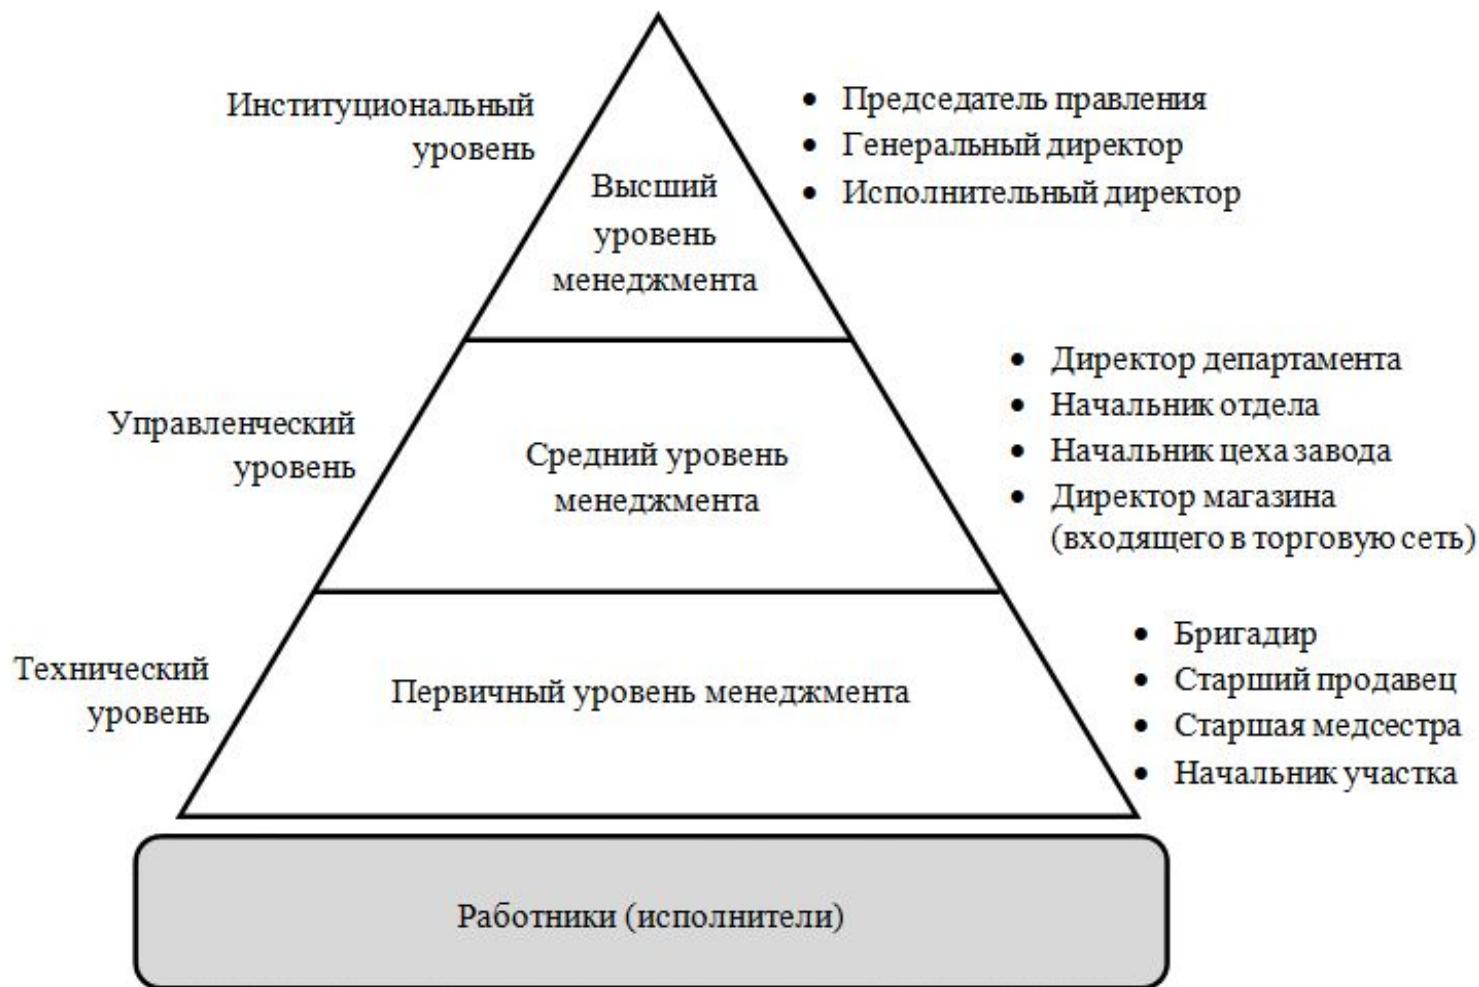 Институциональный
уровень
• Председатель правления
• Генеральный директор
• Исполнительный директор
Высший
уровень
менеджмента
Управленческий
уровень
Средний уровень
менеджмента
• Директор департамента
• Начальник отдела
• Начальник цеха завода
• Директор магазина
(входящего в торговую сеть)
Технический
уровень
Первичный уровень менеджмента
• Бригадир
• Старший продавец
• Старшая медсестра
• Начальник участка
Работники (исполнители)